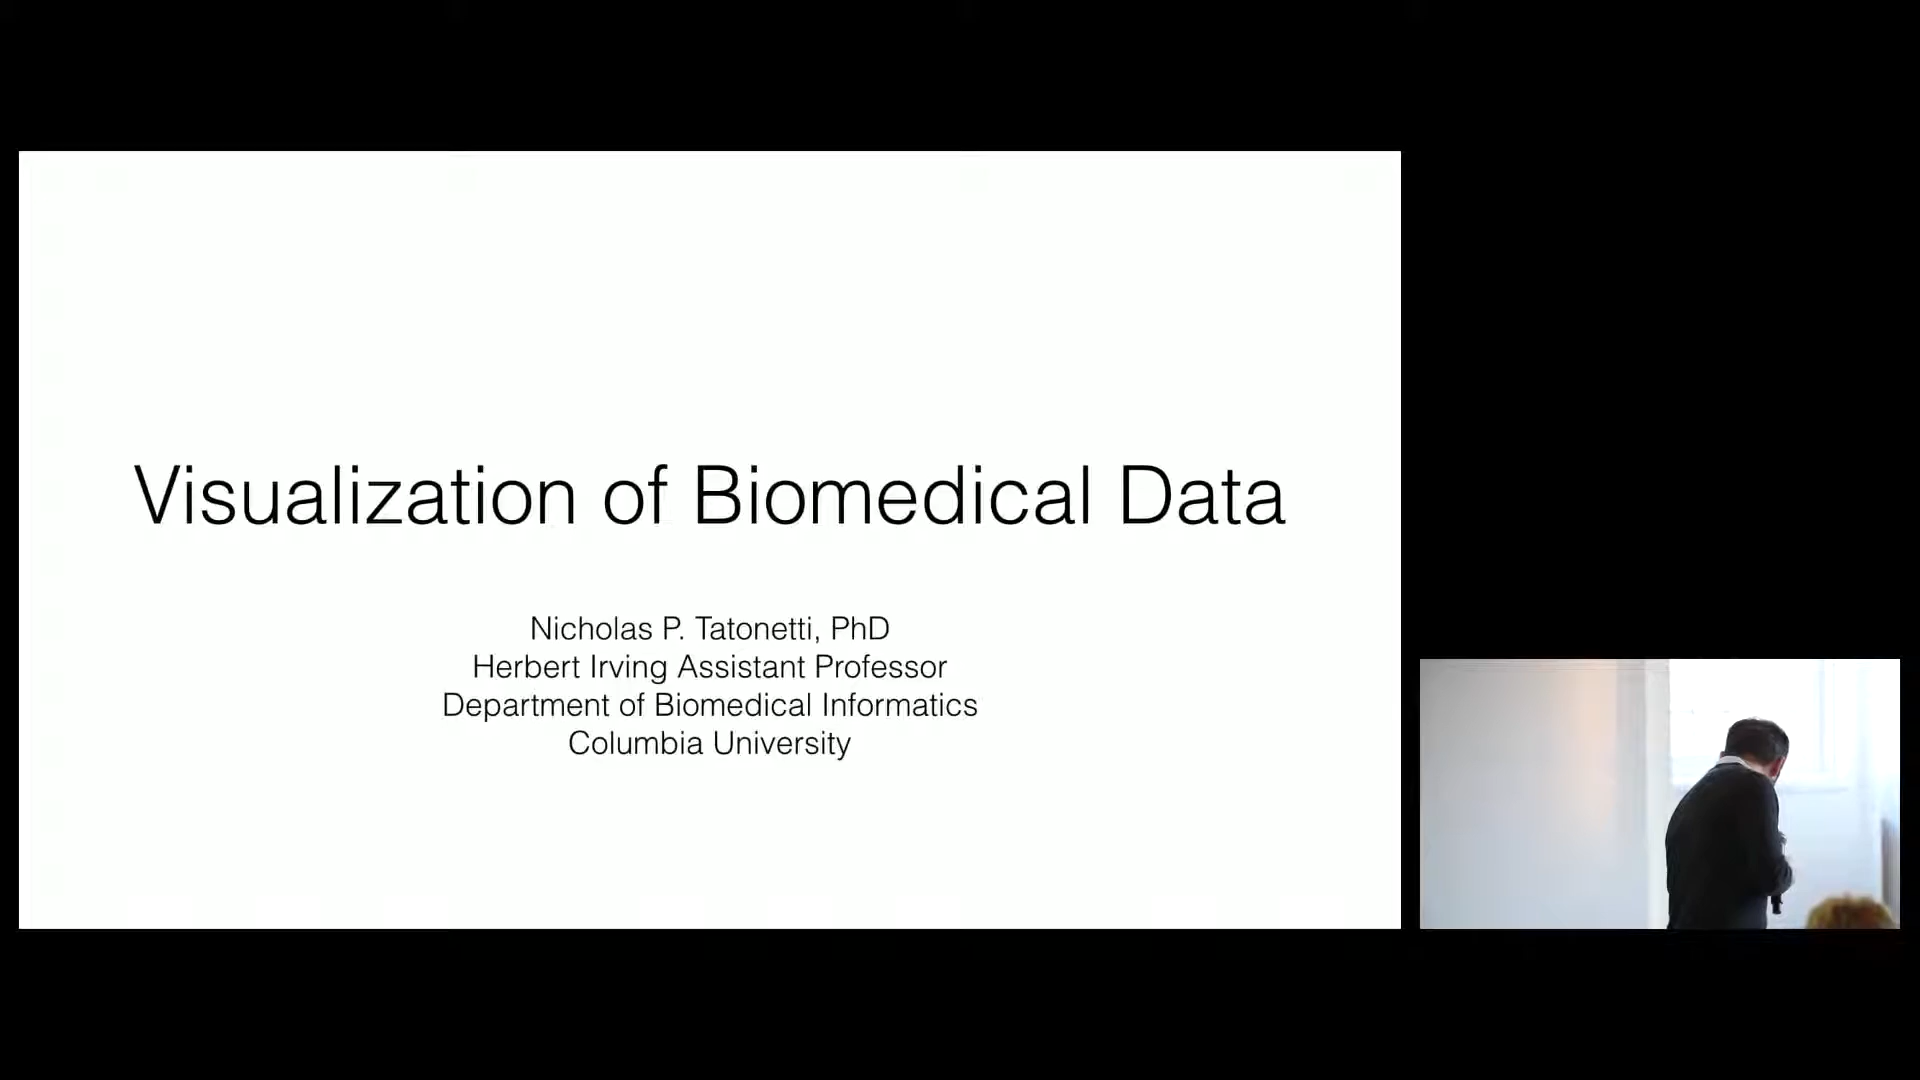 Visualization of Biomedical Data
Nicholas P. Tatonetti, PhD
Herbert Irving Assistant Professor
Department of Biomedical Informatics
Columbia University